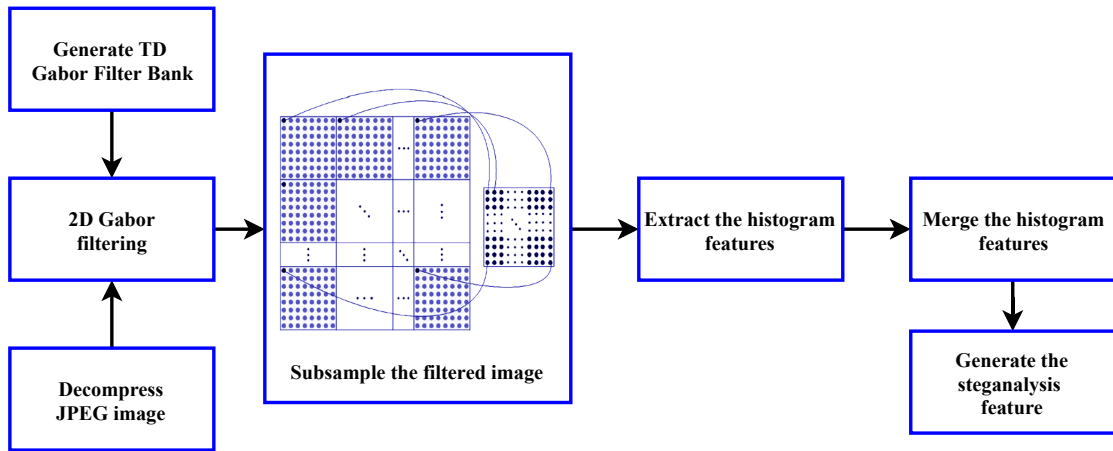 Generate TD
Gabor Filter Bank
2D Gabor
filtering
Decompress
JPEG image
Subsample the filtered image
Extract the histogram
features
Merge the histogram
features
Generate the
steganalysis
feature